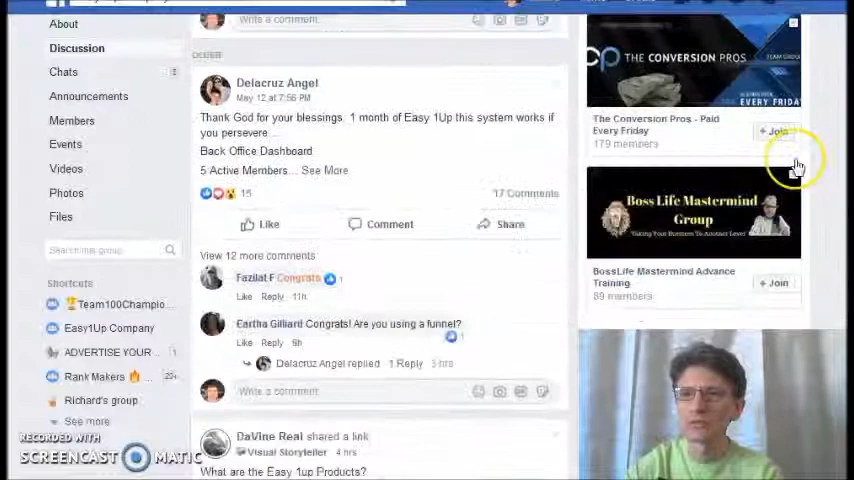 About
Discussion
Chats
Announcements
Members
Events
Videos
Photos
Files
Search this group
Shortcuts
Team100Champio...
Easy1Up Company
ADVERTISE YOUR ...
1
Rank Makers
Richard's group
See more
RECORDED WITH
SCREENCAST MATIC
Write a comment
OLDER
Delacruz Angel
May 12 at 7:56 PM
Thank God for your blessings. 1 month of Easy 1Up this system works if
you persevere...
Back Office Dashboard
5 Active Members... See More
15
17 Comments
Like
Comment
Share
View 12 more comments
Fazilat F Congrats
1
Like Reply 11h
Eartha Gilliard Congrats! Are you using a funnel?
1
Like Reply 9h
Delacruz Angel replied 1 Reply 3 hrs
Write a comment
DaVine Real shared a link
Visual Storyteller 4 hrs
What are the Easy 1up Products?
cp THE CONVERSION PROS
TEAM GROUP
EVERY FRIDAY
The Conversion Pros - Paid
Every Friday
+ Join
179 members
Boss Life Mastermind
Group
Taking Your Business To Another Level
BossLife Mastermind Advance
Training
+ Join